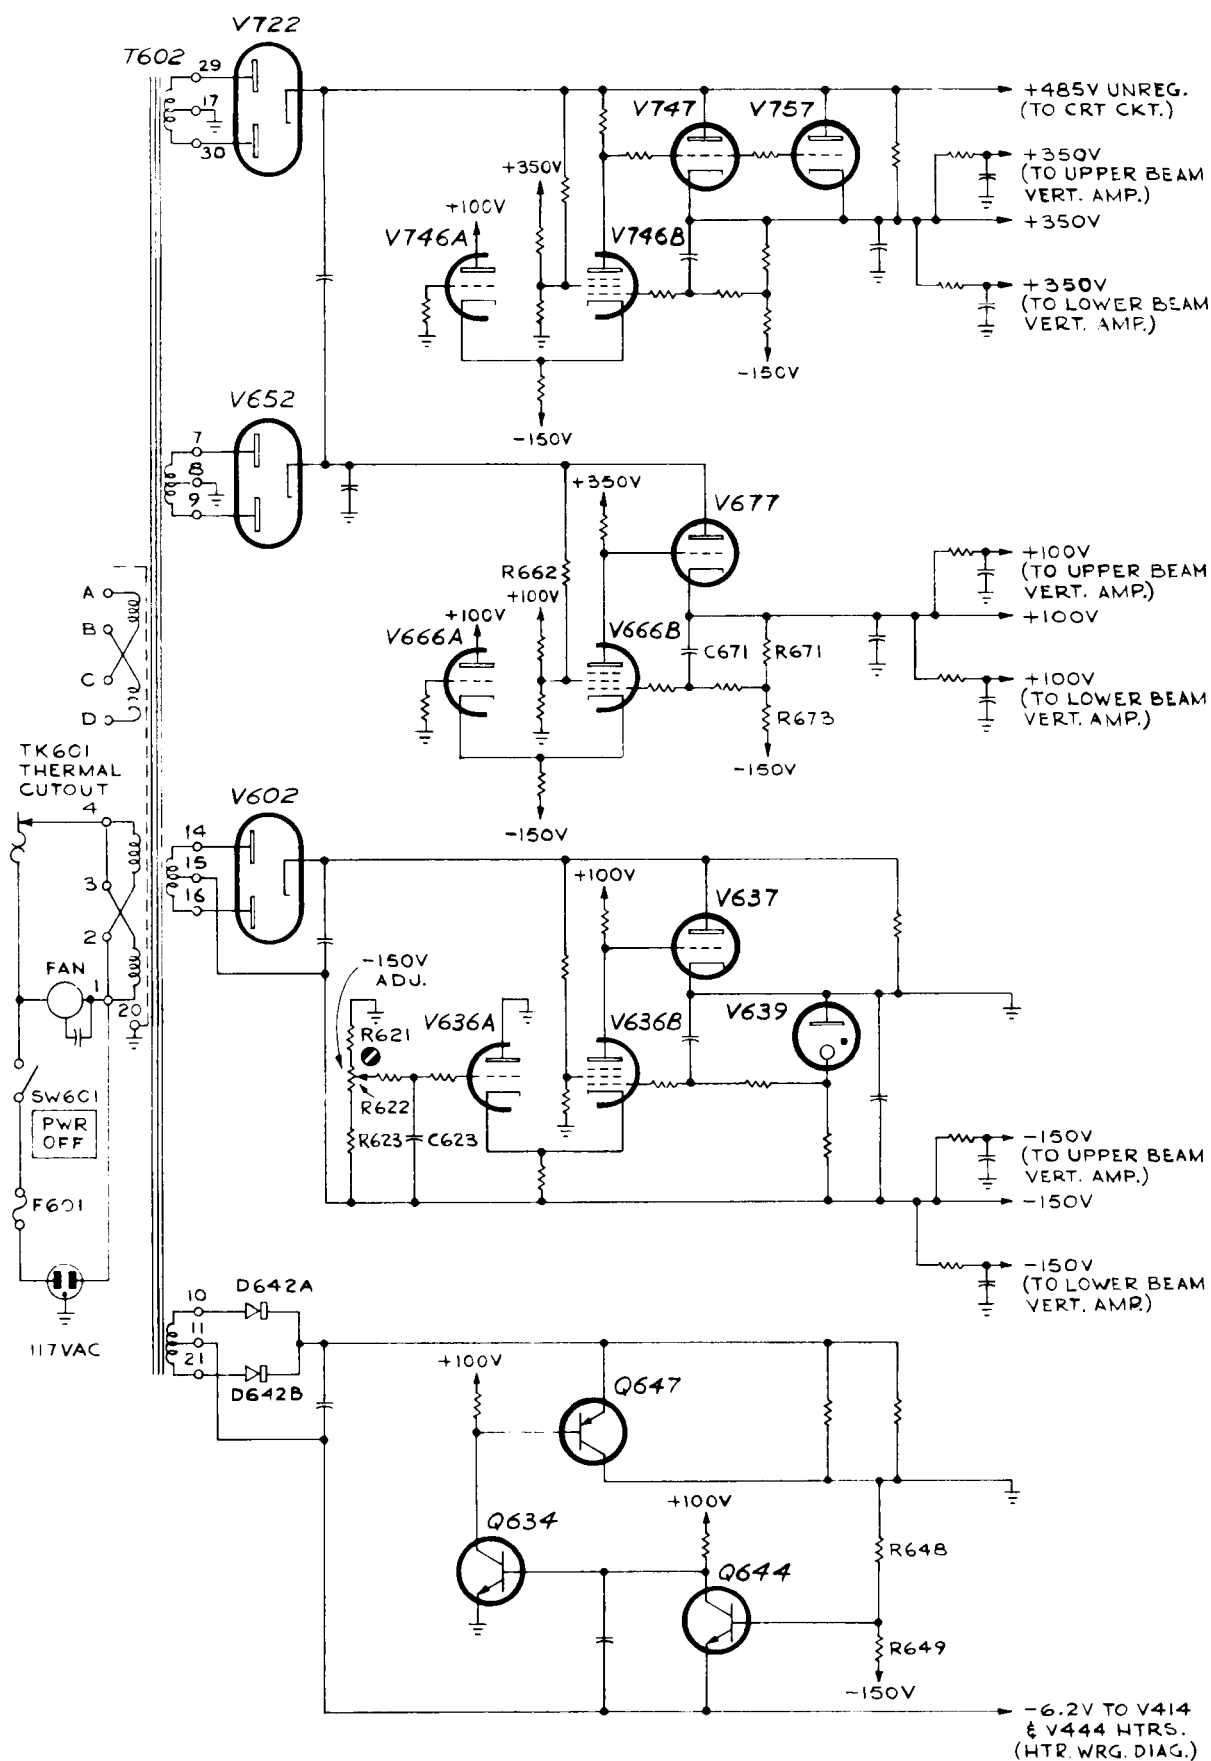 V722
T602
29
17
30
V747
V757
+485V UNREG.
(TO CRT CKT.)
+350V
(TO UPPER BEAM
VERT. AMP.)
+350V
+350V
+100V
V746A
V746B
+350V
(TO LOWER BEAM
VERT. AMP.)
-150V
-150V
V652
7
8
9
+350V
V677
R662
+100V
+100V
V666A
V666B
C671
R671
R673
+100V
(TO UPPER BEAM
VERT. AMP.)
+100V
+100V
(TO LOWER BEAM
VERT. AMP.)
-150V
-150V
A
B
C
D
TK601
THERMAL
CUTOUT
4
3
2
1
20
FAN
SW601
PWR
OFF
F601
117VAC
V602
14
15
16
+100V
V637
-150V
ADJ.
R621
R622
R623
C623
V636A
V636B
V639
-150V
(TO UPPER BEAM
VERT. AMP.)
-150V
-150V
(TO LOWER BEAM
VERT. AMP.)
10
11
21
D642A
D642B
+100V
Q647
+100V
Q634
Q644
R648
R649
-150V
-6.2V TO V414
& V444 HTRS.
(HTR. WRG. DIAG.)